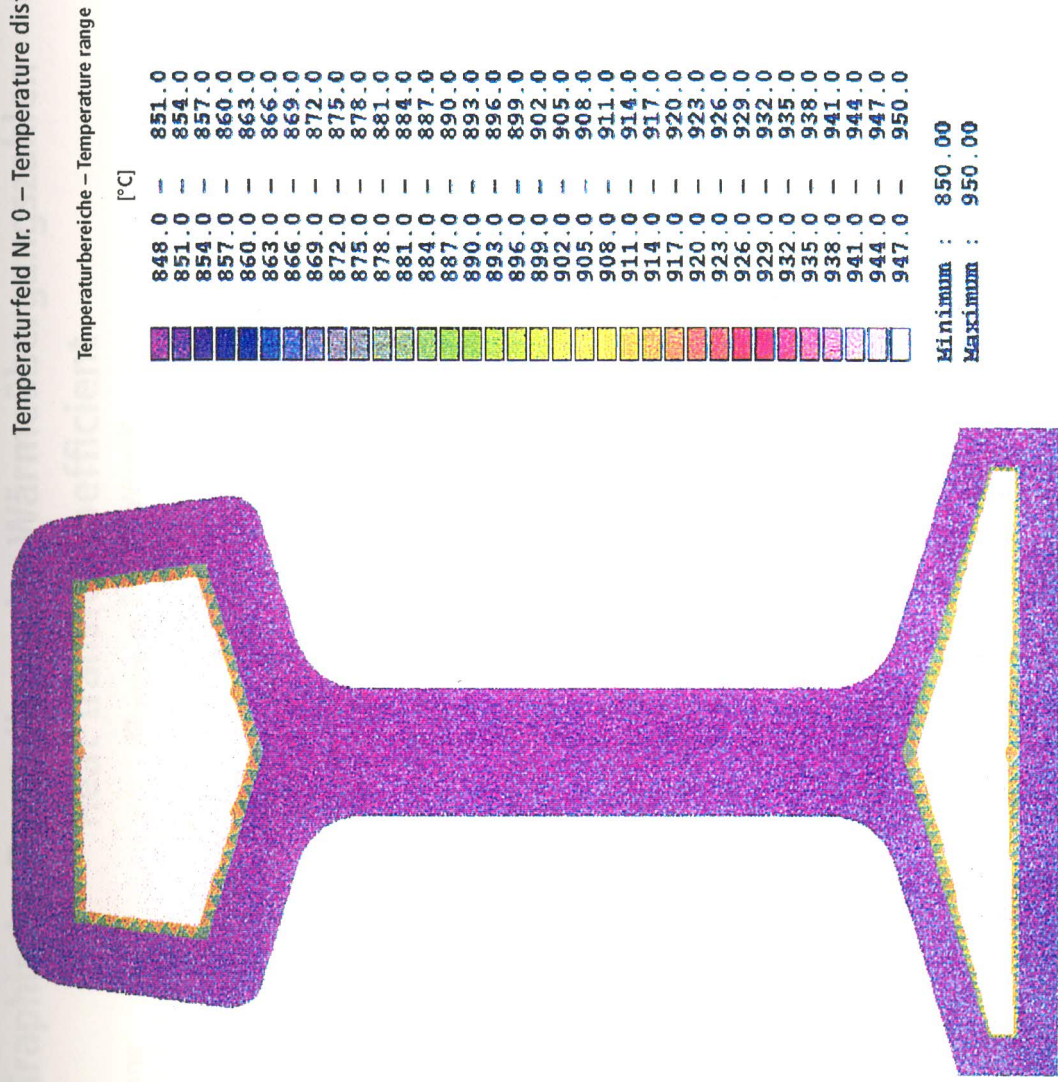 Temperaturfeld Nr. 0 – Temperature dis
Temperaturbereiche – Temperature range
[°C]
848.0 – 851.0
851.0 – 854.0
854.0 – 857.0
857.0 – 860.0
860.0 – 863.0
863.0 – 866.0
866.0 – 869.0
869.0 – 872.0
872.0 – 875.0
875.0 – 878.0
878.0 – 881.0
881.0 – 884.0
884.0 – 887.0
887.0 – 890.0
890.0 – 893.0
893.0 – 896.0
896.0 – 899.0
899.0 – 902.0
902.0 – 905.0
905.0 – 908.0
908.0 – 911.0
911.0 – 914.0
914.0 – 917.0
917.0 – 920.0
920.0 – 923.0
923.0 – 926.0
926.0 – 929.0
929.0 – 932.0
932.0 – 935.0
935.0 – 938.0
938.0 – 941.0
941.0 – 944.0
944.0 – 947.0
947.0 – 950.0
Minimum : 850.00
Maximum : 950.00